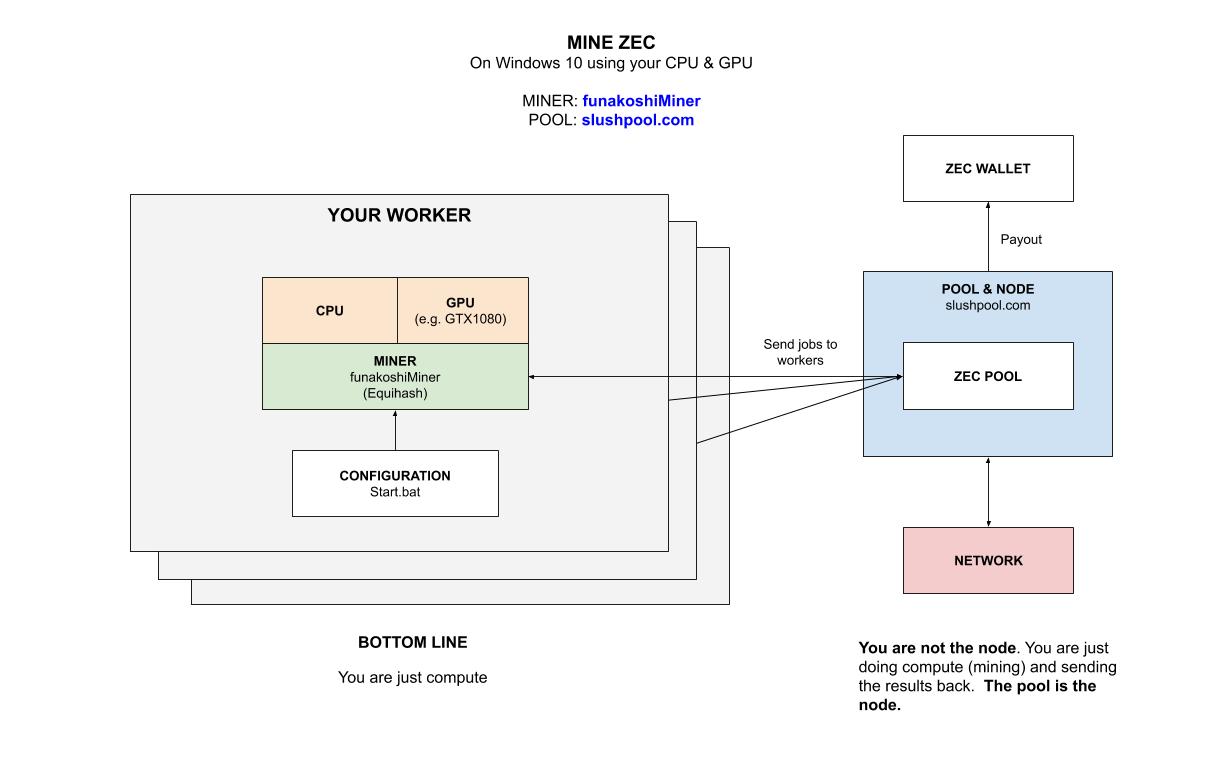 MINE ZEC
On Windows 10 using your CPU & GPU
MINER: funakoshiMiner
POOL: slushpool.com
YOUR WORKER
CPU
GPU
(e.g. GTX1080)
MINER
funakoshiMiner
(Equihash)
CONFIGURATION
Start.bat
Send jobs to
workers
ZEC WALLET
Payout
POOL & NODE
slushpool.com
ZEC POOL
NETWORK
BOTTOM LINE
You are just compute
You are not the node. You are just
doing compute (mining) and sending
the results back. The pool is the
node.